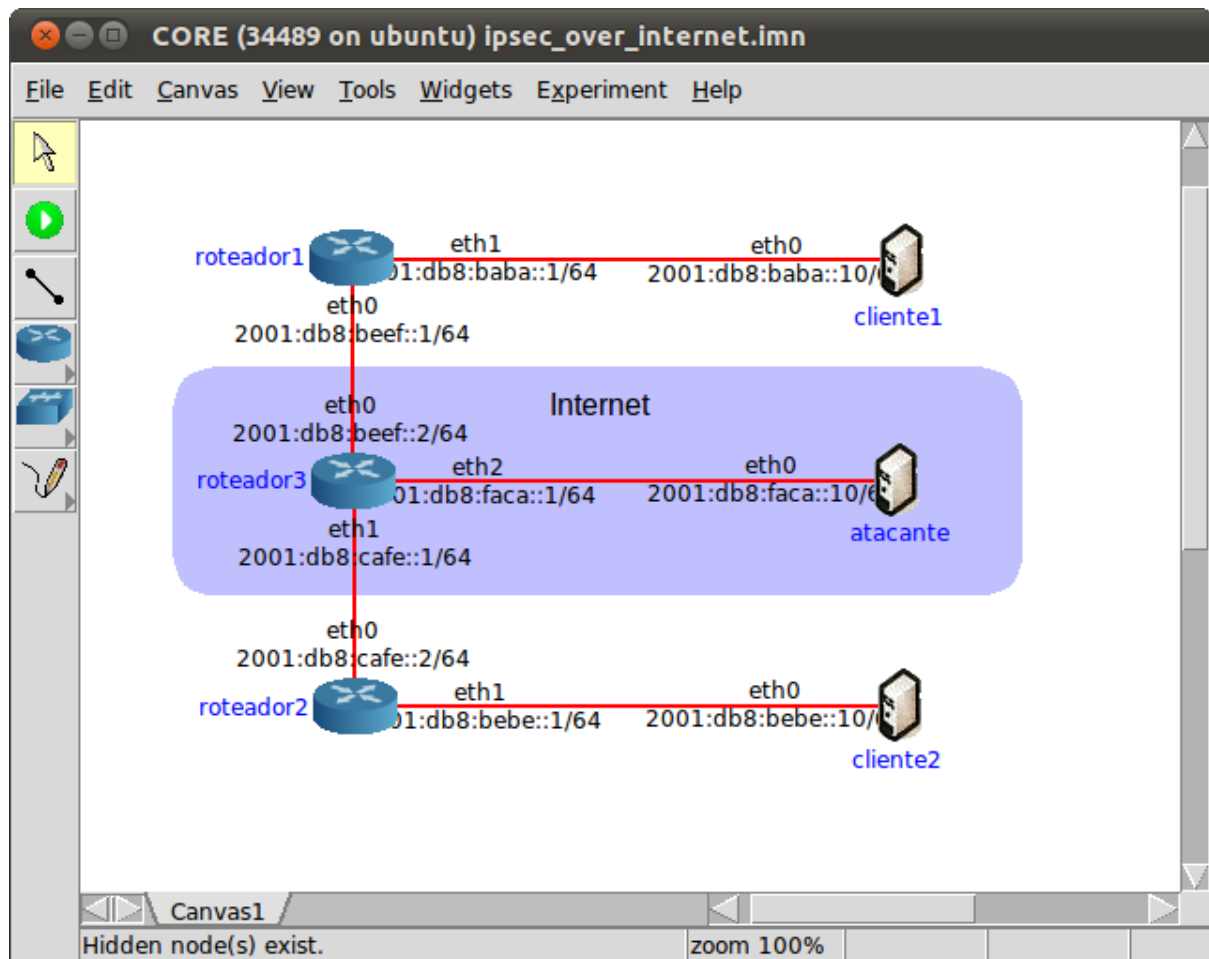 CORE (34489 on ubuntu) ipsec_over_internet.imn
File Edit Canvas View Tools Widgets Experiment Help
roteador1
eth1
01:db8:baba::1/64
eth0
2001:db8:baba::10/6
cliente1
eth0
2001:db8:beef::1/64
Internet
eth0
2001:db8:beef::2/64
roteador3
eth2
01:db8:faca::1/64
eth0
2001:db8:faca::10/6
atacante
eth1
2001:db8:cafe::1/64
eth0
2001:db8:cafe::2/64
roteador2
eth1
01:db8:bebe::1/64
eth0
2001:db8:bebe::10/6
cliente2
Canvas1
Hidden node(s) exist.
zoom 100%